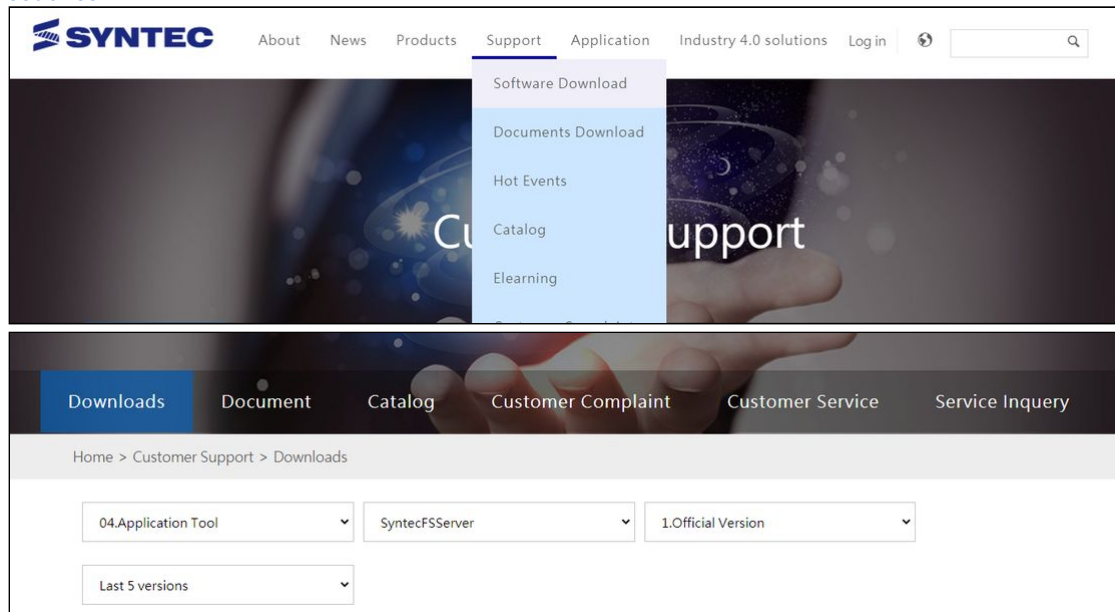 SYNTEC
About News Products Support Application Industry 4.0 solutions Log in
Software Download
Documents Download
Hot Events
Catalog
Elearning
Cu upport
Downloads Document Catalog Customer Complaint Customer Service Service Inquery
Home > Customer Support > Downloads
04.Application Tool SyntecFSServer 1.Official Version
Last 5 versions